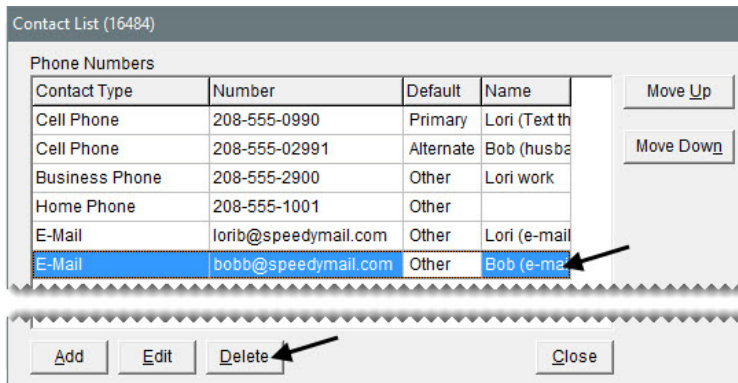 Contact List (16484)
Phone Numbers
Contact Type Number Default Name
Cell Phone 208-555-0990 Primary Lori (Text th
Cell Phone 208-555-02991 Alternate Bob (husba
Business Phone 208-555-2900 Other Lori work
Home Phone 208-555-1001 Other
E-Mail lorib@speedymail.com Other Lori (e-mail
E-Mail bobb@speedymail.com Other Bob (e-ma
Move Up
Move Down
Add Edit Delete Close